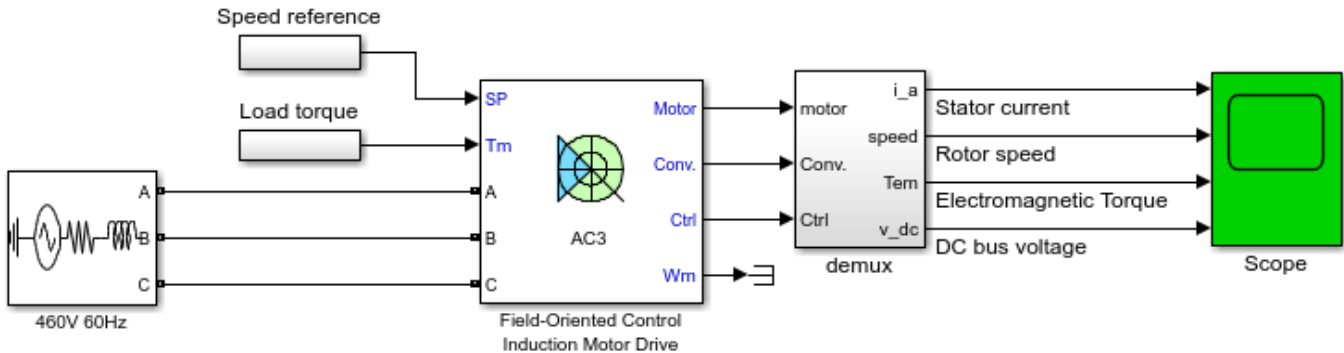 Speed reference
Load torque
SP
Tm
A
B
C
Motor
Conv.
Ctrl
Wm
AC3
Field-Oriented Control
Induction Motor Drive
A
B
C
460V 60Hz
motor
Conv.
Ctrl
i_a
speed
Tem
v_dc
demux
Stator current
Rotor speed
Electromagnetic Torque
DC bus voltage
Scope